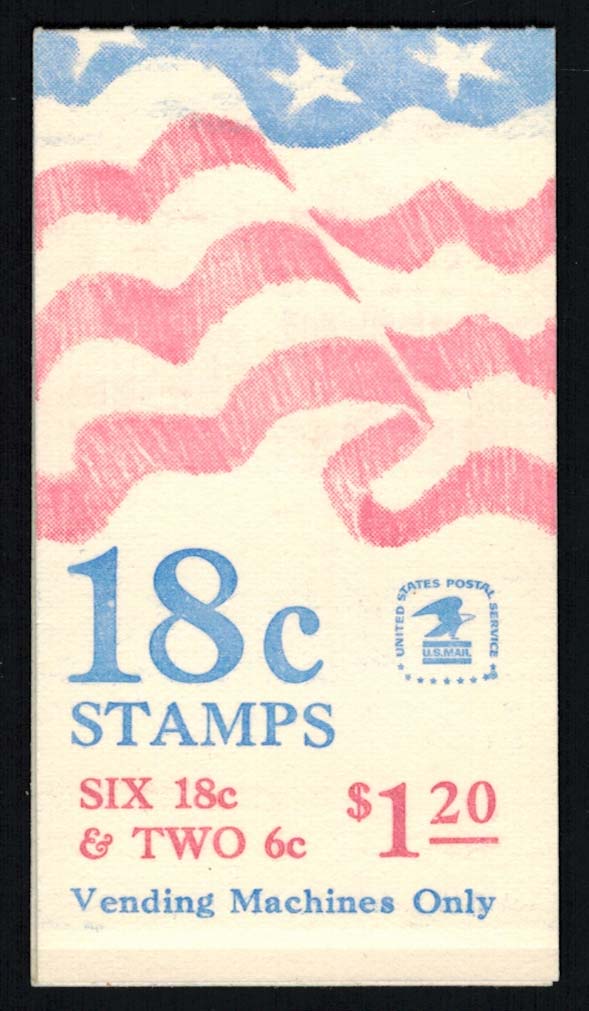 UNITED STATES POSTAL SERVICE
U.S.MAIL
®
18c
STAMPS
SIX 18c
& TWO 6c
$1 20
Vending Machines Only